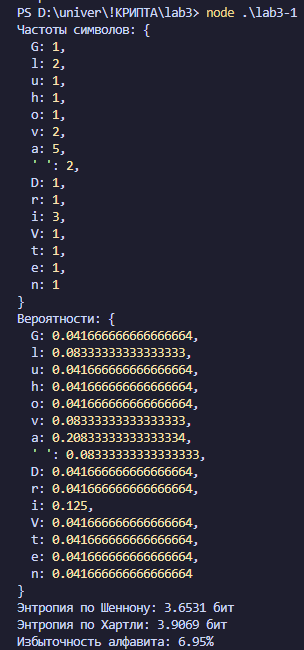 PS D:\univer\!КРИПТА\lab3> node .\lab3-1
Частоты символов: {
  G: 1,
  l: 2,
  u: 1,
  h: 1,
  o: 1,
  v: 2,
  a: 5,
  ' ': 2,
  D: 1,
  r: 1,
  i: 3,
  V: 1,
  t: 1,
  e: 1,
  n: 1
}
Вероятности: {
  G: 0.041666666666666664,
  l: 0.08333333333333333,
  u: 0.041666666666666664,
  h: 0.041666666666666664,
  o: 0.041666666666666664,
  v: 0.08333333333333333,
  a: 0.20833333333333334,
  ' ': 0.08333333333333333,
  D: 0.041666666666666664,
  r: 0.041666666666666664,
  i: 0.125,
  V: 0.041666666666666664,
  t: 0.041666666666666664,
  e: 0.041666666666666664,
  n: 0.041666666666666664
}
Энтропия по Шеннону: 3.6531 бит
Энтропия по Хартли: 3.9069 бит
Избыточность алфавита: 6.95%